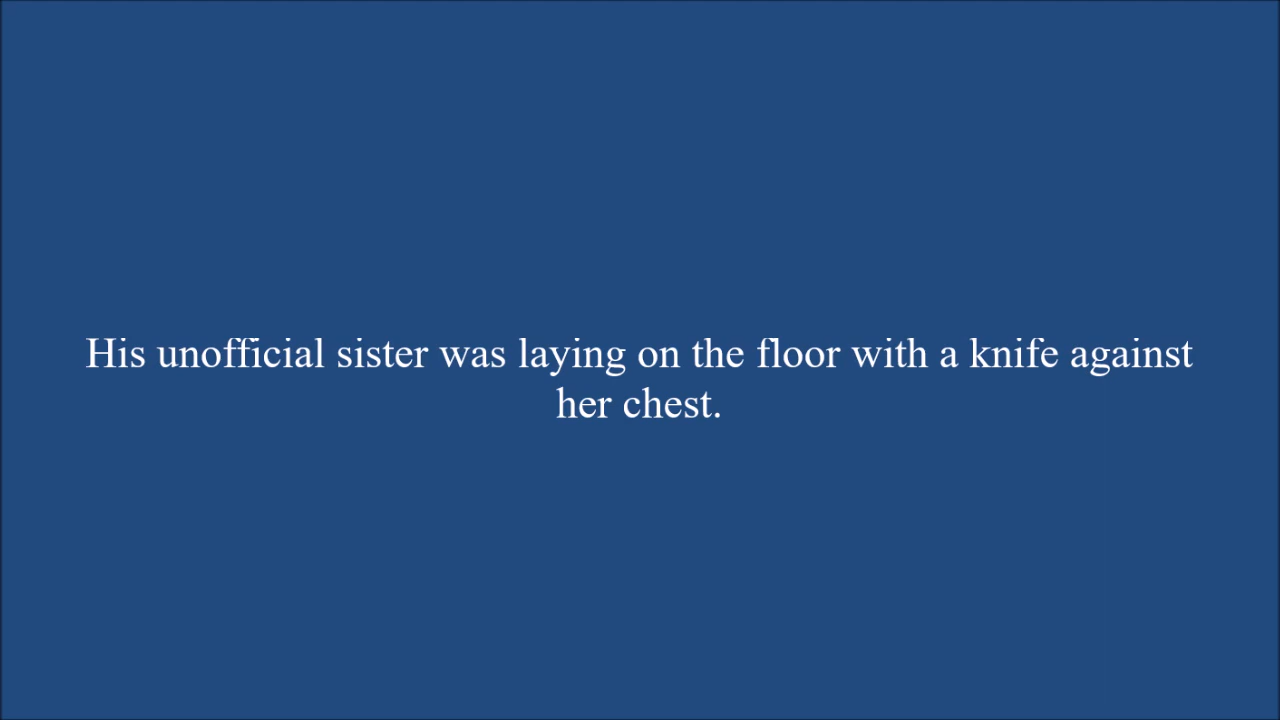 His unofficial sister was laying on the floor with a knife against
her chest.